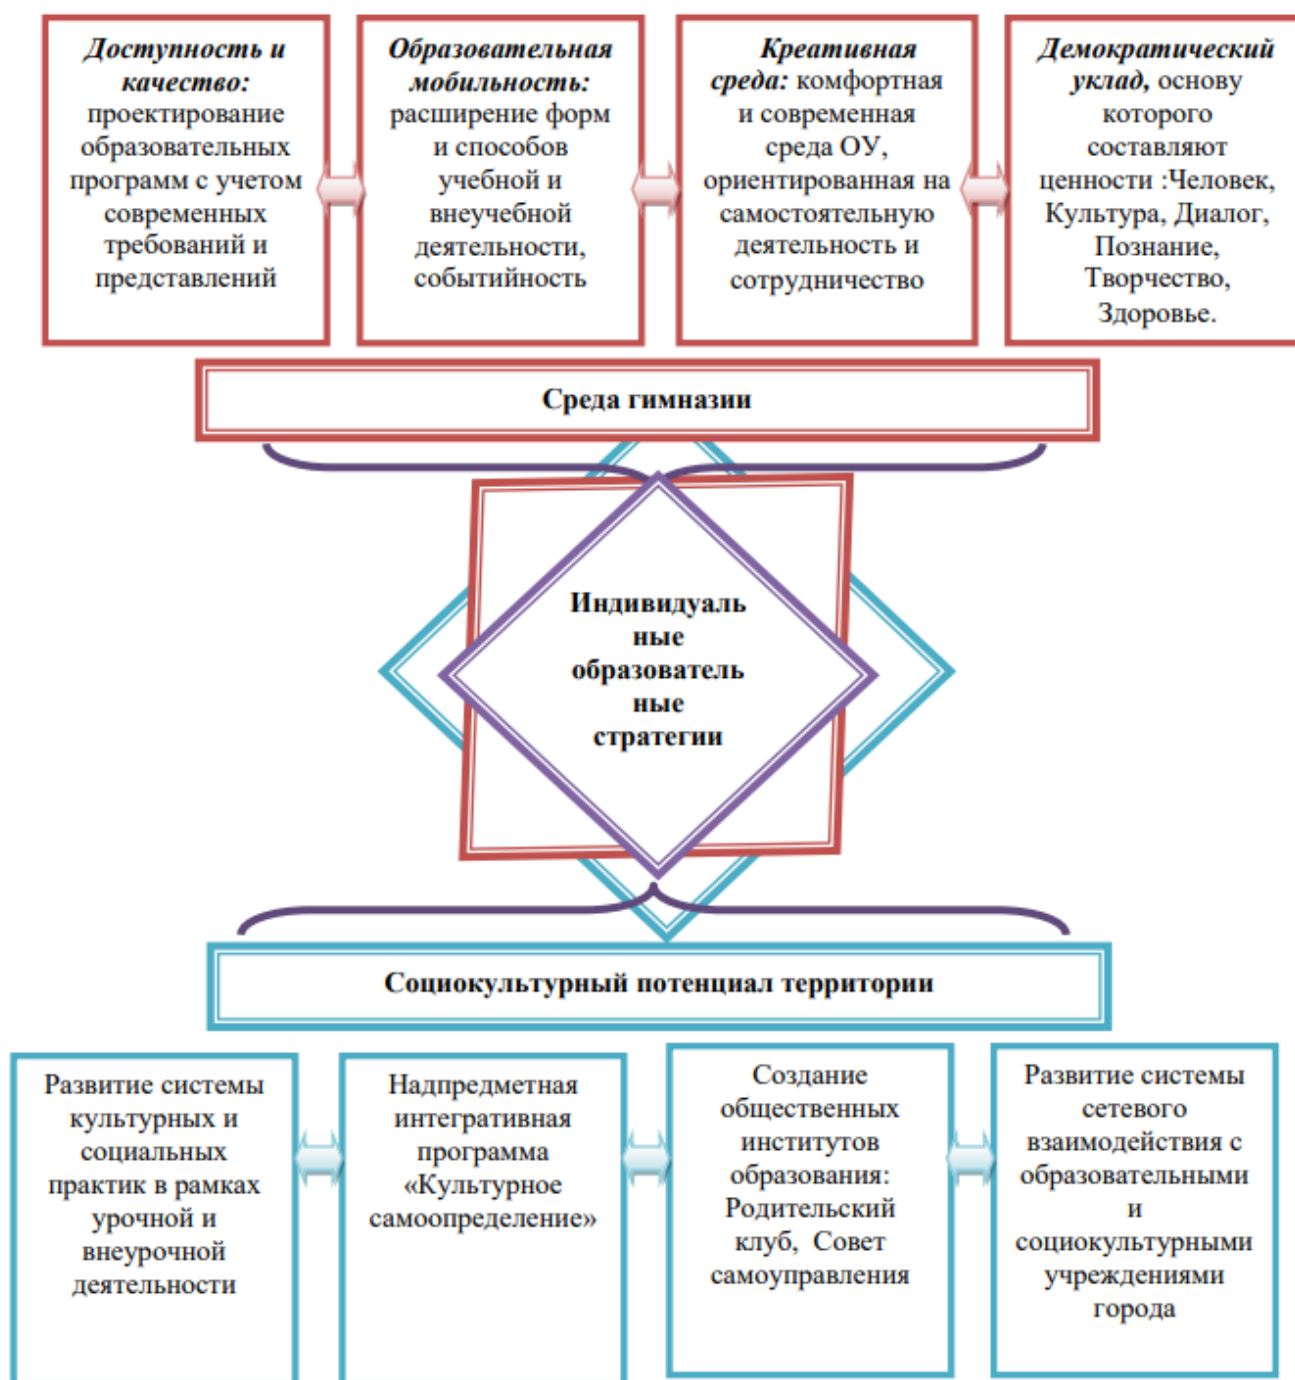 Доступность и
качество:
проектирование
образовательных
программ с учетом
современных
требований и
представлений
Образовательная
мобильность:
расширение форм
и способов
учебной и
внеучебной
деятельности,
событийность
Креативная
среда: комфортная
и современная
среда ОУ,
ориентированная на
самостоятельную
деятельность и
сотрудничество
Демократический
уклад, основу
которого
составляют
ценности :Человек,
Культура, Диалог,
Познание,
Творчество,
Здоровье.
Среда гимназии
Индивидуаль
ные
образователь
ные
стратегии
Социокультурный потенциал территории
Развитие системы
культурных и
социальных
практик в рамках
урочной и
внеурочной
деятельности
Надпредметная
интегративная
программа
«Культурное
самоопределение»
Создание
общественных
институтов
образования:
Родительский
клуб, Совет
самоуправления
Развитие системы
сетевого
взаимодействия с
образовательными
и
социокультурными
учреждениями
города